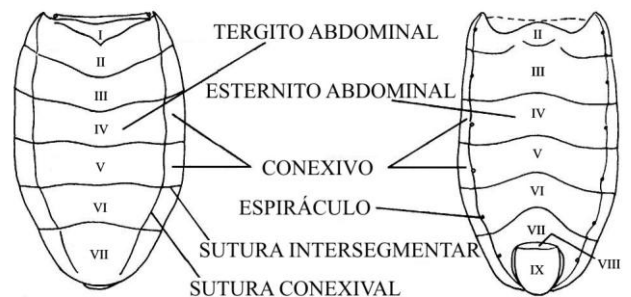 I
II
III
IV
V
VI
VII
TERGITO ABDOMINAL
ESTERNITO ABDOMINAL
CONEXIVO
ESPIRÁCULO
SUTURA INTERSEGMENTAR
SUTURA CONEXIVAL
II
III
IV
V
VI
VII
VIII
IX